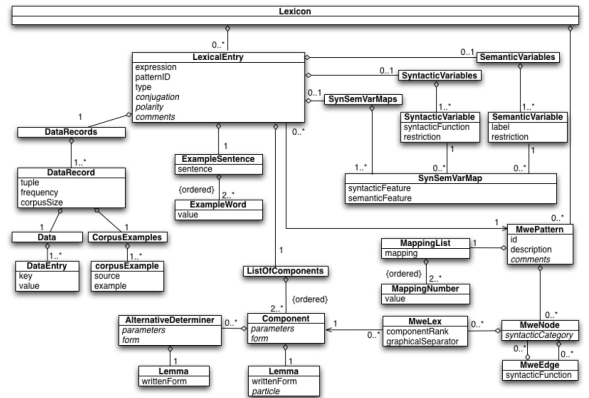 Lexicon
0..*
0..*
LexicalEntry
expression
patternID
type
conjugation
polarity
comments
0..1
SemanticVariables
0..1
SyntacticVariables
0..1
SynSemVarMaps
1
DataRecords
1..*
DataRecord
tuple
frequency
corpusSize
1
ExampleSentence
sentence
{ordered}
2..*
ExampleWord
value
0..*
1..*
SyntacticVariable
syntacticFunction
restriction
1..*
SemanticVariable
label
restriction
1
1
1..*
0..*
0..*
SynSemVarMap
syntacticFeature
semanticFeature
Data
CorpusExamples
1..*
DataEntry
key
value
1..*
corpusExample
source
example
1
ListOfComponents
{ordered}
2..*
1
MwePattern
id
description
comments
1
MappingList
mapping
{ordered}
2..*
MappingNumber
value
AlternativeDeterminer
parameters
form
0..*
Component
parameters
form
1
0..*
MweLex
componentRank
graphicalSeparator
0..*
0..*
MweNode
syntacticCategory
0..*
0..*
MweEdge
syntacticFunction
1
Lemma
writtenForm
1
Lemma
writtenForm
particle